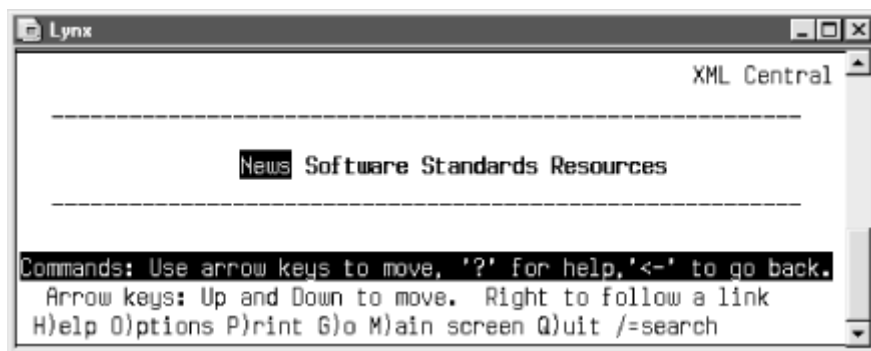 Lynx
XML Central
News Software Standards Resources
Commands: Use arrow keys to move, '?' for help,'<-' to go back.
Arrow keys: Up and Down to move. Right to follow a link
H)elp O)ptions P)rint G)o M)ain screen Q)uit /=search